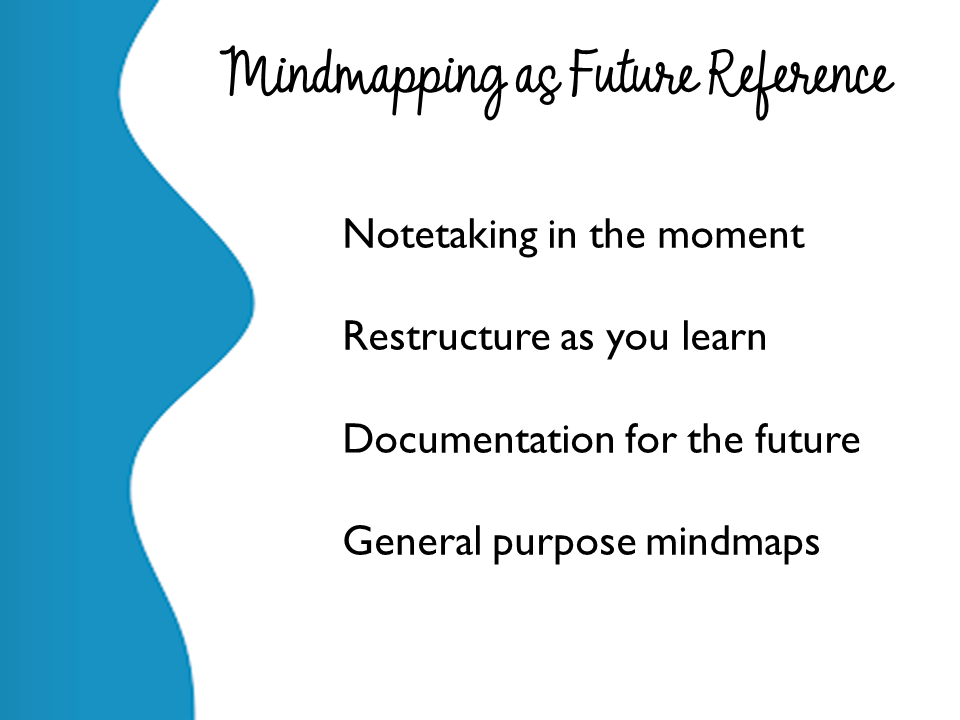 Mindmapping as Future Reference
Notetaking in the moment
Restructure as you learn
Documentation for the future
General purpose mindmaps